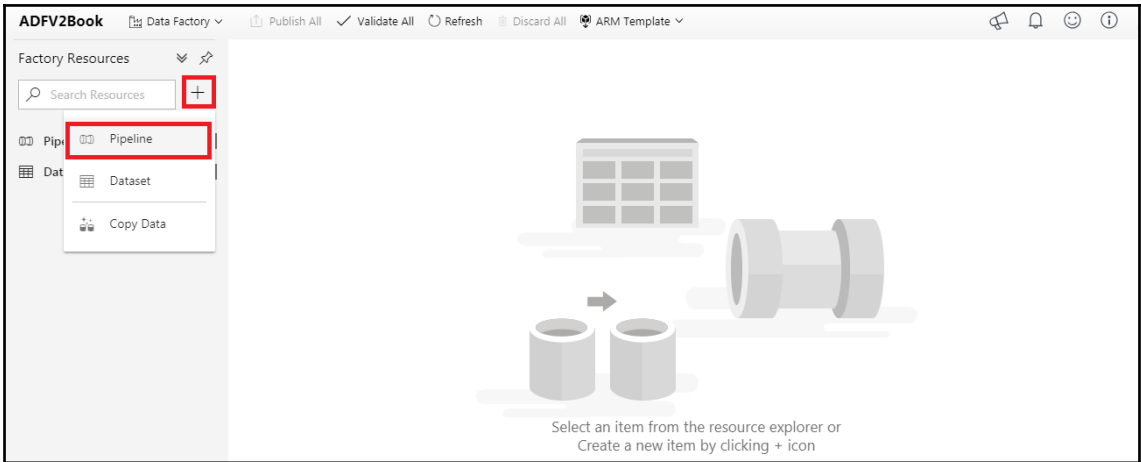 ADFV2Book Data Factory Publish All Validate All Refresh Discard All ARM Template
Factory Resources
Search Resources
Pipeline
Dataset
Copy Data
Select an item from the resource explorer or
Create a new item by clicking + icon